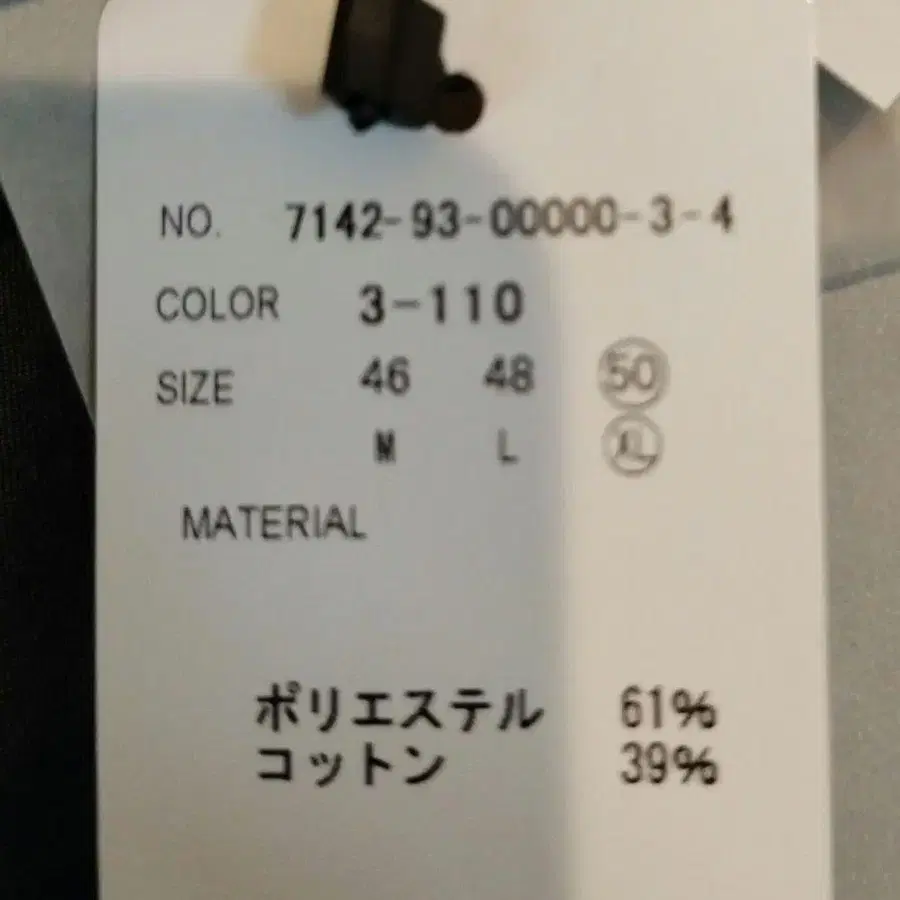 NO. 7142-93-00000-3-4
COLOR 3-110
SIZE 46 48 50
M L XL
MATERIAL
ポリエステル 61%
コットン 39%